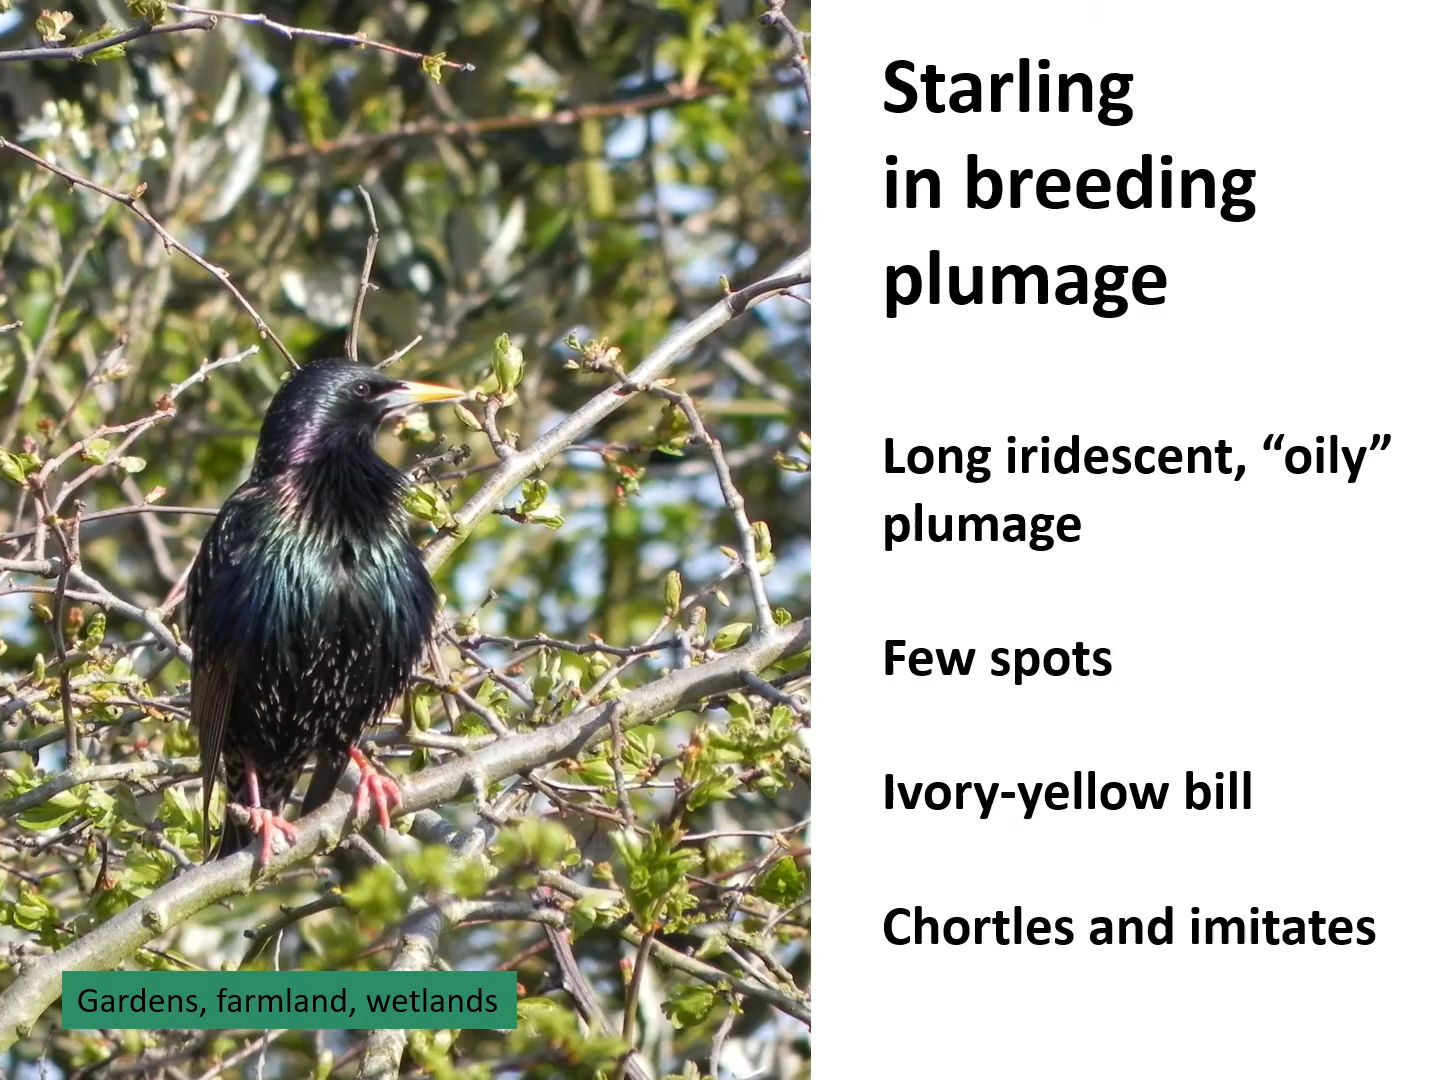 Starling
in breeding
plumage
Long iridescent, “oily”
plumage
Few spots
Ivory-yellow bill
Chortles and imitates
Gardens, farmland, wetlands